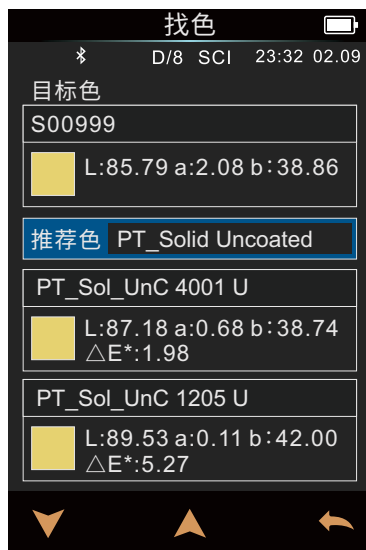 找色
D/8 SCI 23:32 02.09
目标色
S00999
L:85.79 a:2.08 b:38.86
推荐色 PT_Solid Uncoated
PT_Sol_UnC 4001 U
L:87.18 a:0.68 b:38.74
△E*:1.98
PT_Sol_UnC 1205 U
L:89.53 a:0.11 b:42.00
△E*:5.27